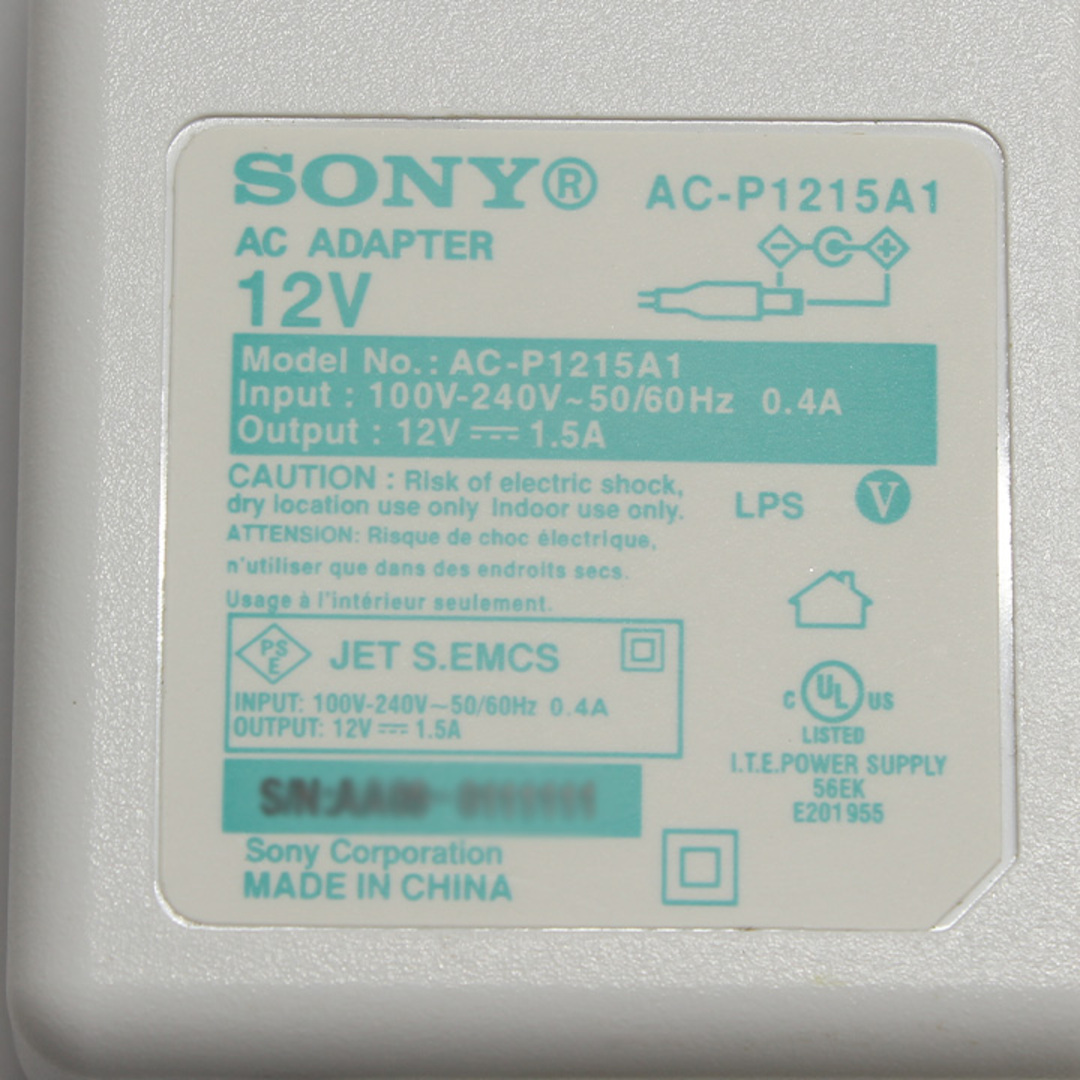 SONY® AC-P1215A1
AC ADAPTER
12V
Model No.: AC-P1215A1
Input : 100V-240V~50/60Hz 0.4A
Output : 12V ⎓ 1.5A
CAUTION : Risk of electric shock,
dry location use only Indoor use only.
LPS V
ATTENTION: Risque de choc électrique,
n'utiliser que dans des endroits secs.
Usage à l'intérieur seulement.
PSE JET S.EMCS
INPUT: 100V-240V~50/60Hz 0.4A
OUTPUT: 12V ⎓ 1.5A
C UL US
LISTED
I.T.E.POWER SUPPLY
56EK
E201955
S/N:
Sony Corporation
MADE IN CHINA